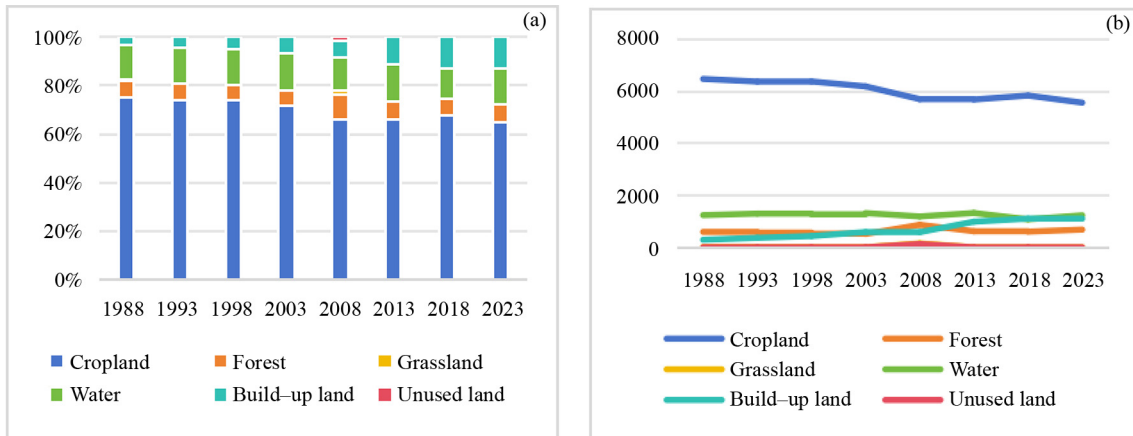 (a)
100%
80%
60%
40%
20%
0%
1988 1993 1998 2003 2008 2013 2018 2023
Cropland Forest Grassland
Water Build–up land Unused land
(b)
8000
6000
4000
2000
0
1988 1993 1998 2003 2008 2013 2018 2023
Cropland Forest
Grassland Water
Build–up land Unused land